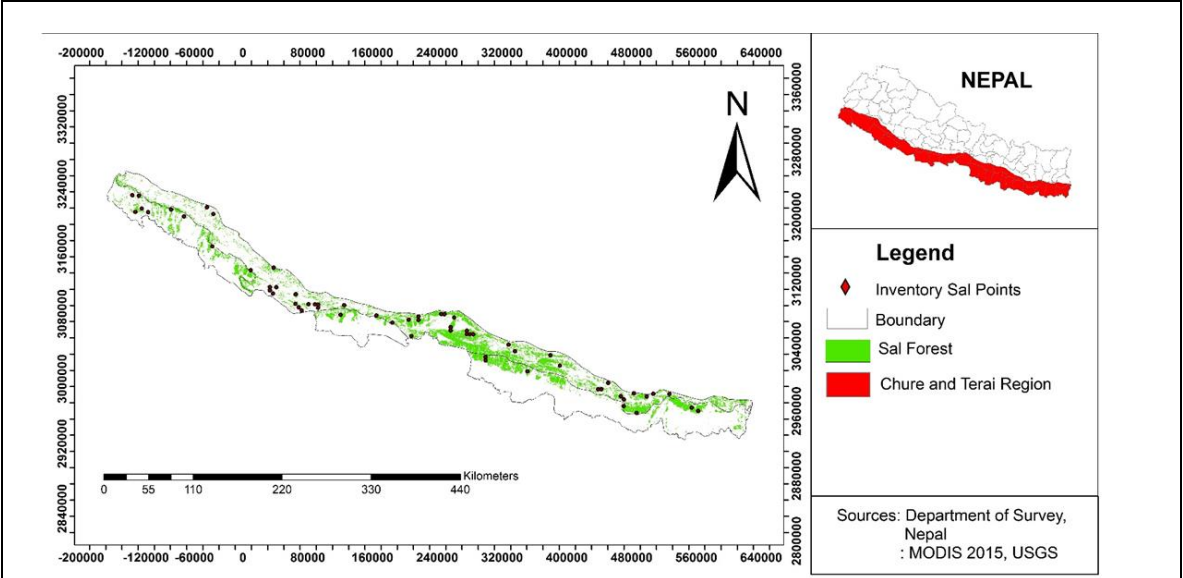 -200000 -120000 -60000 0 80000 160000 240000 320000 400000 480000 560000 640000
3320000
3240000
3160000
3080000
3000000
2920000
2840000
N
3360000
3280000
3200000
3120000
3040000
2960000
2880000
2800000
Kilometers
0 55 110 220 330 440
-200000 -120000 -60000 0 80000 160000 240000 320000 400000 480000 560000 640000
NEPAL
Legend
Inventory Sal Points
Boundary
Sal Forest
Chure and Terai Region
Sources: Department of Survey,
Nepal
: MODIS 2015, USGS